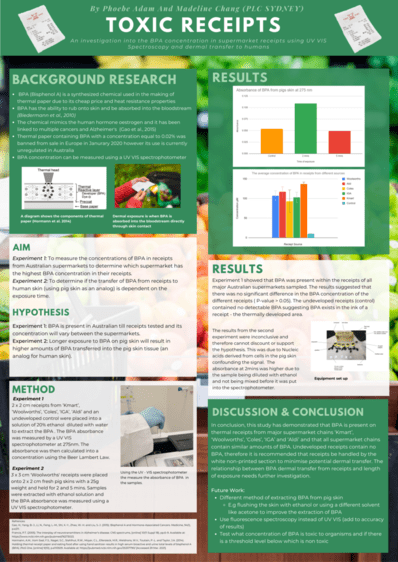 By Phoebe Adam And Madeline Chang (PLC SYDNEY)
TOXIC RECEIPTS
An investigation into the BPA concentration in supermarket receipts using UV VIS
Spectroscopy and dermal transfer to humans
BACKGROUND RESEARCH
• BPA (Bisphenol A) is a synthesized chemical used in the making of
thermal paper due to its cheap price and heat resistance properties
• BPA has the ability to rub onto skin and be absorbed into the bloodstream
(Biedermann et al., 2010)
• The chemical mimics the human hormone oestrogen and it has been
linked to multiple cancers and Alzheimer's (Gao et al., 2015)
• Thermal paper containing BPA with a concentration equal to 0.02% was
banned from sale in Europe in January 2020 however its use is currently
unregulated in Australia
• BPA concentration can be measured using a UV VIS spectrophotometer
Thermal head
A diagram shows the components of thermal
Thermal exposure is when BPA is
absorbed into the bloodstream directly
through skin contact
AIM
Experiment 1: To measure the concentrations of BPA in receipts
from Australian supermarkets to determine which supermarket has
the highest BPA concentration in their receipts.
Experiment 2: To determine if the transfer of BPA from receipts to
human skin (using pig skin as an analog) is dependent on the
exposure time.
HYPOTHESIS
Experiment 1: BPA is present in Australian till receipts tested and its
concentration will vary between the supermarkets.
Experiment 2: Longer exposure to BPA on pig skin will result in
higher amounts of BPA transferred into the pig skin tissue (an
analog for human skin).
METHOD
Experiment 1
2 x 2 cm receipts from 'Kmart',
'Woolworths', 'Coles', 'IGA' 'Aldi' and an
undeveloped control were placed into a
solution of 20% ethanol diluted with water
to extract the BPA . The BPA absorbance
was measured by a UV VIS
spectrophotometer at 275nm. The
absorbance was then calculated into a
concentration using the Beer Lambert Law.
Experiment 2
3 x 3 cm 'Woolworths' receipts were placed
onto 2 x 2 cm fresh pig skins with a 25g
weight and held for 2 and 5 mins. Samples
were extracted with ethanol solution and
the BPA absorbance was measured using a
UV VIS spectrophotometer.
Using the UV - VIS spectrophotometer
We measure the absorbance of BPA in
the samples.
RESULTS
Absorbance of BPA from pig skin at 275 nm
The average concentration of BPA in samples from different sources
RESULTS
Experiment 1 showed that BPA was present within the receipts of all
major Australian supermarkets sampled. The results suggested that
there was no significant difference in the BPA concentration of the
different receipts ( P-value > 0.05). The undeveloped receipts (control)
contained no detectable BPA suggesting BPA exists in the ink of a
receipt - the thermally developed area.
The results from the second
experiment were inconclusive and
therefore cannot discard or support
the hypothesis. This was due to Nucleic
acids derived from cells in the pig skin
confounding the signal. The
absorbance at 2mins was higher due to
the sample being diluted with ethanol
and not being mixed before it was put
into the spectrophotometer.
Equipment set up
DISCUSSION & CONCLUSION
In conclusion, this study has demonstrated that BPA is present on
thermal receipts from major supermarket chains 'kmart',
'Woolworths', 'Coles', 'IGA' and 'Aldi' and that all supermarket chains
contain similar amounts of BPA. Undeveloped receipts contain no
BPA, therefore it is recommended that receipts be handled by the
white non-printed section to minimise potential dermal transfer. The
relationship between BPA dermal transfer from receipts and length
of exposure needs further investigation.
Future Work:
• Different method of extracting BPA from pig skin
◦ E.g flushing the skin with ethanol or using a different solvent
like acetone to improve the extraction of BPA.
• Use fluorescence spectroscopy instead of UV VIS (add to accuracy of
results)
• Test what concentration of BPA is toxic to organisms and if there
is a threshold level below which is non toxic.